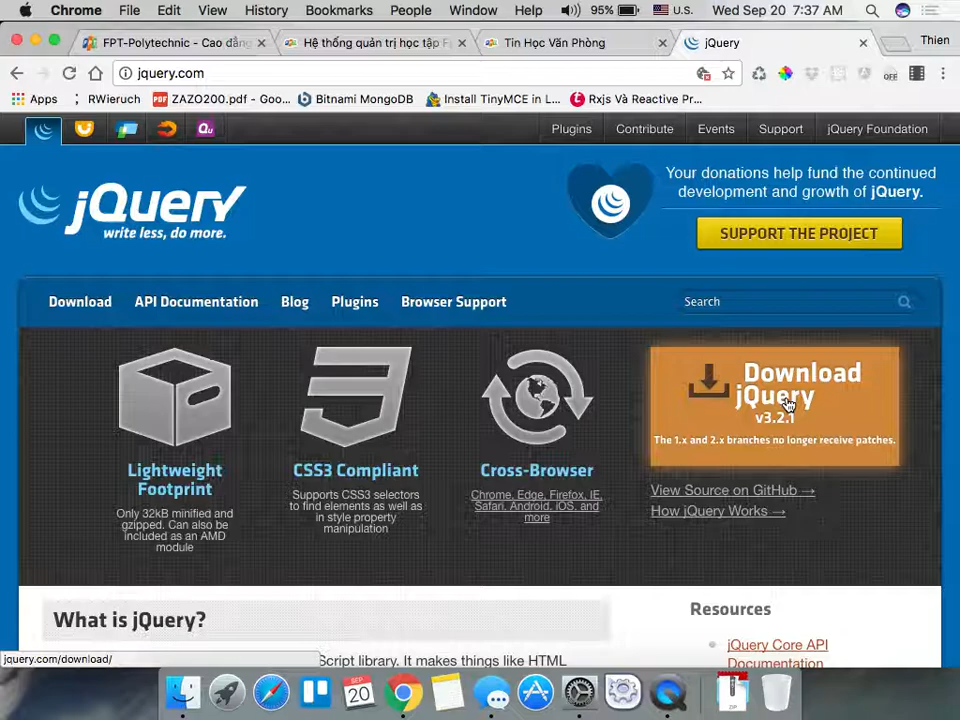 Chrome File Edit View History Bookmarks People Window Help 95% U.S. Wed Sep 20 7:37 AM
FPT-Polytechnic - Cao đẳng Hệ thống quản trị học tập F Tin Học Văn Phòng jQuery Thien
jquery.com OFF
Apps RWieruch PDF ZAZO200.pdf - Goo... Bitnami MongoDB Install TinyMCE in L... Rxjs Và Reactive Pr...
Qu Plugins Contribute Events Support jQuery Foundation
Your donations help fund the continued
development and growth of jQuery.
jQuery
write less, do more.
SUPPORT THE PROJECT
Download API Documentation Blog Plugins Browser Support Search
Download
jQuery
v3.2.1
The 1.x and 2.x branches no longer receive patches.
Lightweight
Footprint
Only 32kB minified and
gzipped. Can also be
included as an AMD
module
CSS3 Compliant
Supports CSS3 selectors
to find elements as well as
in style property
manipulation
Cross-Browser
Chrome, Edge, Firefox, IE,
Safari, Android, iOS, and
more
View Source on GitHub →
How jQuery Works →
What is jQuery?
Script library. It makes things like HTML
Resources
jQuery Core API
Documentation
jquery.com/download/
SEP
20
ZIP